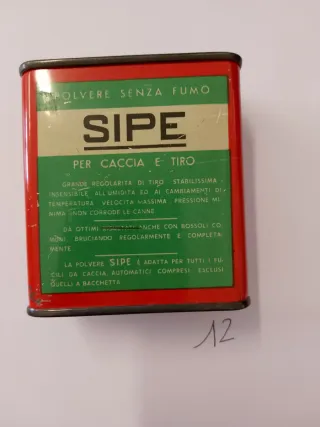 POLVERE SENZA FUMO
SIPE
PER CACCIA E TIRO
GRANDE REGOLARITÀ DI TIRO STABILISSIMA -
INSENSIBILE ALL'UMIDITÀ ED AI CAMBIAMENTI DI
TEMPERATURA VELOCITÀ MASSIMA PRESSIONE MI-
NIMA NON CORRODE LE CANNE
DA OTTIMI ANCHE CON BOSSOLI CO-
MUNI BRUCIANDO REGOLARMENTE E COMPLETA-
MENTE
LA POLVERE SIPE È ADATTA PER TUTTI I FU-
CILI DA CACCIA, AUTOMATICI COMPRESI, ESCLUSI
QUELLI A BACCHETTA
12